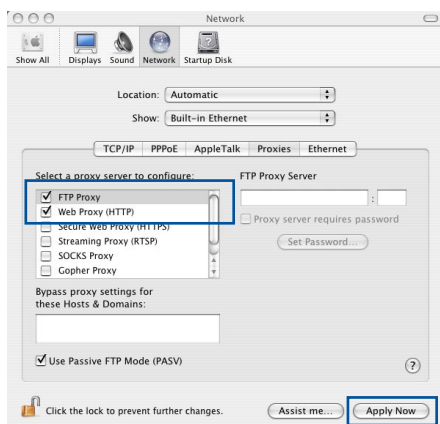 Network
Show All Displays Sound Network Startup Disk
Location: Automatic
Show: Built-in Ethernet
TCP/IP PPPoE AppleTalk Proxies Ethernet
Select a proxy server to configure:
FTP Proxy
Web Proxy (HTTP)
Secure Web Proxy (HTTPS)
Streaming Proxy (RTSP)
SOCKS Proxy
Gopher Proxy
FTP Proxy Server
:
Proxy server requires password
Set Password...
Bypass proxy settings for
these Hosts & Domains:
Use Passive FTP Mode (PASV)
?
Click the lock to prevent further changes.
Assist me... Apply Now